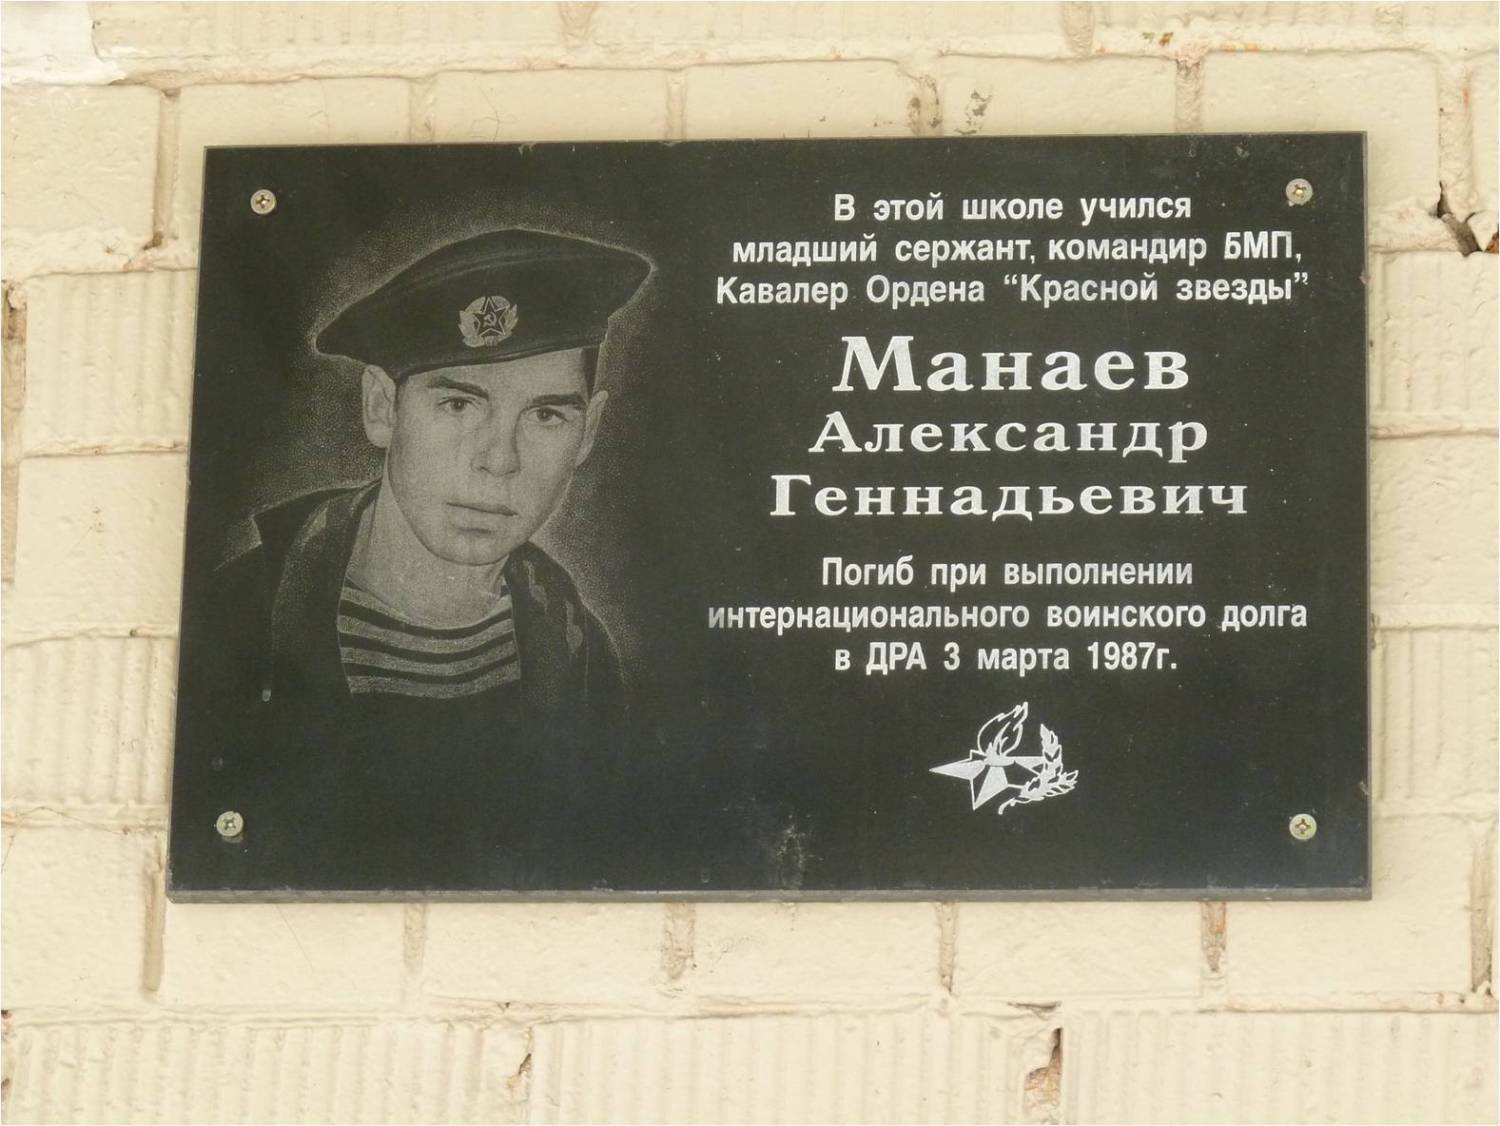 В этой школе учился
младший сержант, командир БМП,
Кавалер Ордена “Красной звезды”
Манаев
Александр
Геннадьевич
Погиб при выполнении
интернационального воинского долга
в ДРА 3 марта 1987г.